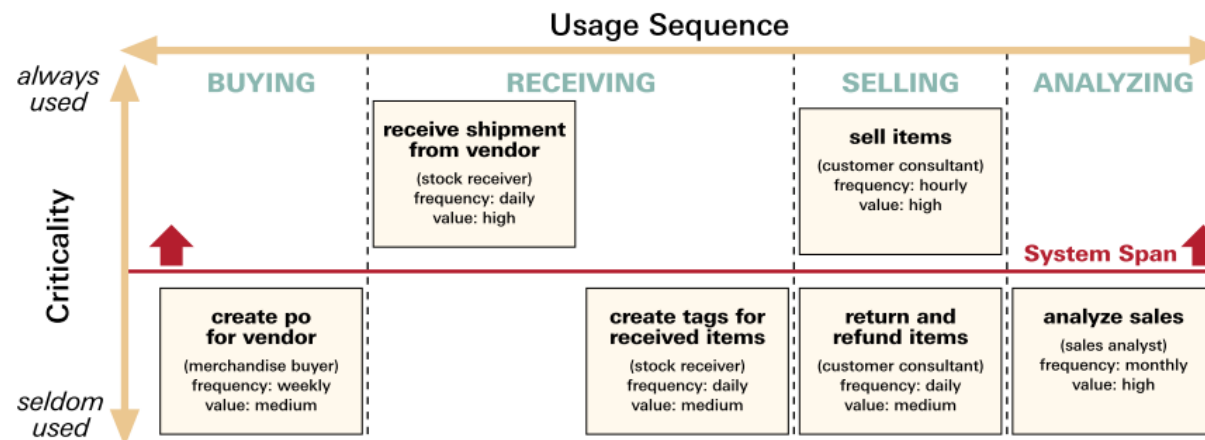 Usage Sequence
always
used
BUYING
RECEIVING
SELLING
ANALYZING
receive shipment
from vendor
(stock receiver)
frequency: daily
value: high
sell items
(customer consultant)
frequency: hourly
value: high
Criticality
System Span
create po
for vendor
(merchandise buyer)
frequency: weekly
value: medium
create tags for
received items
(stock receiver)
frequency: daily
value: medium
return and
refund items
(customer consultant)
frequency: daily
value: medium
analyze sales
(sales analyst)
frequency: monthly
value: high
seldom
used